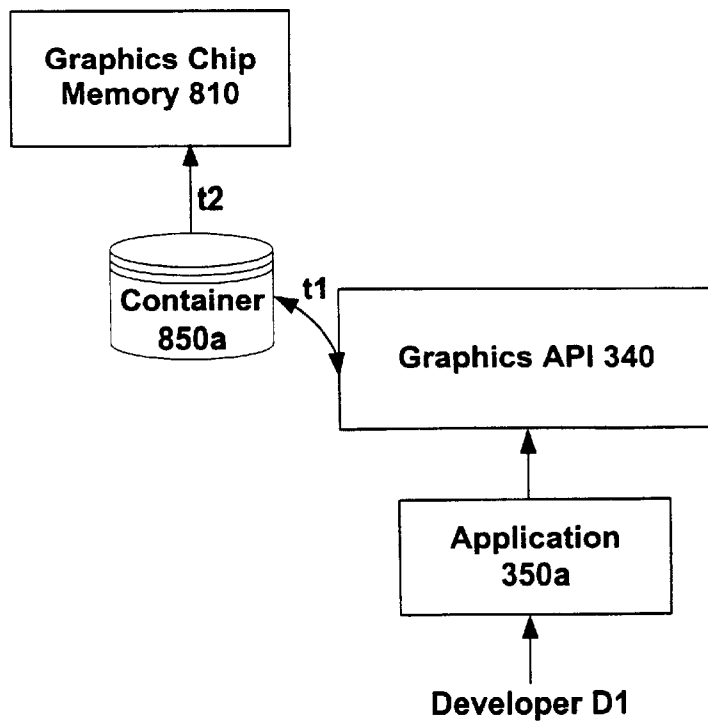 Graphics Chip
Memory 810
t2
Container
850a
t1
Graphics API 340
Application
350a
Developer D1